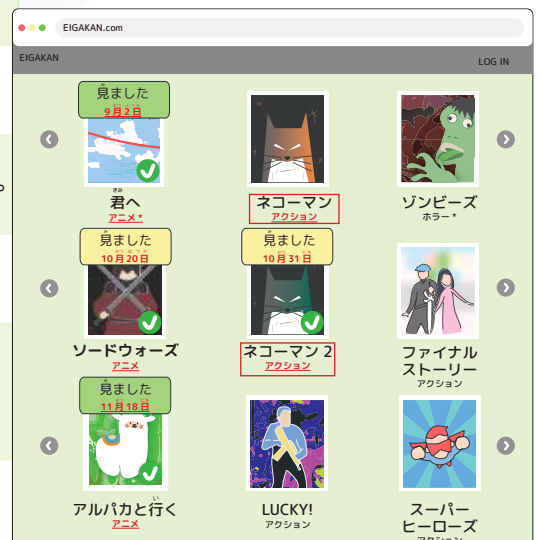 EIGAKAN.com
EIGAKAN
LOG IN
見ました
9月2日
君へ
アニメ *
ネコーマン
アクション
ゾンビーズ
ホラー *
見ました
10月20日
ソードウォーズ
アニメ
見ました
10月31日
ネコーマン 2
アクション
ファイナル
ストーリー
アクション
見ました
11月18日
アルパカと行く
アニメ
LUCKY!
アクション
スーパー
ヒーローズ
アクション